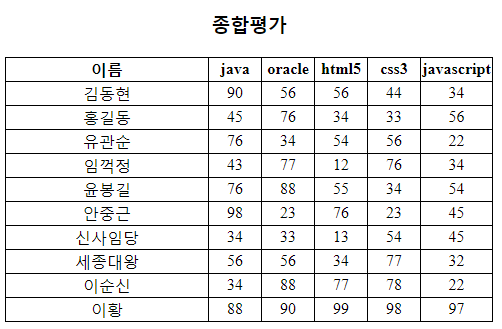 종합평가
이름 java oracle html5 css3 javascript
김동현 90 56 56 44 34
홍길동 45 76 34 33 56
유관순 76 34 54 56 22
임꺽정 43 77 12 76 34
윤봉길 76 88 55 34 54
안중근 98 23 76 23 45
신사임당 34 33 13 54 45
세종대왕 56 56 34 77 32
이순신 34 88 77 78 22
이황 88 90 99 98 97